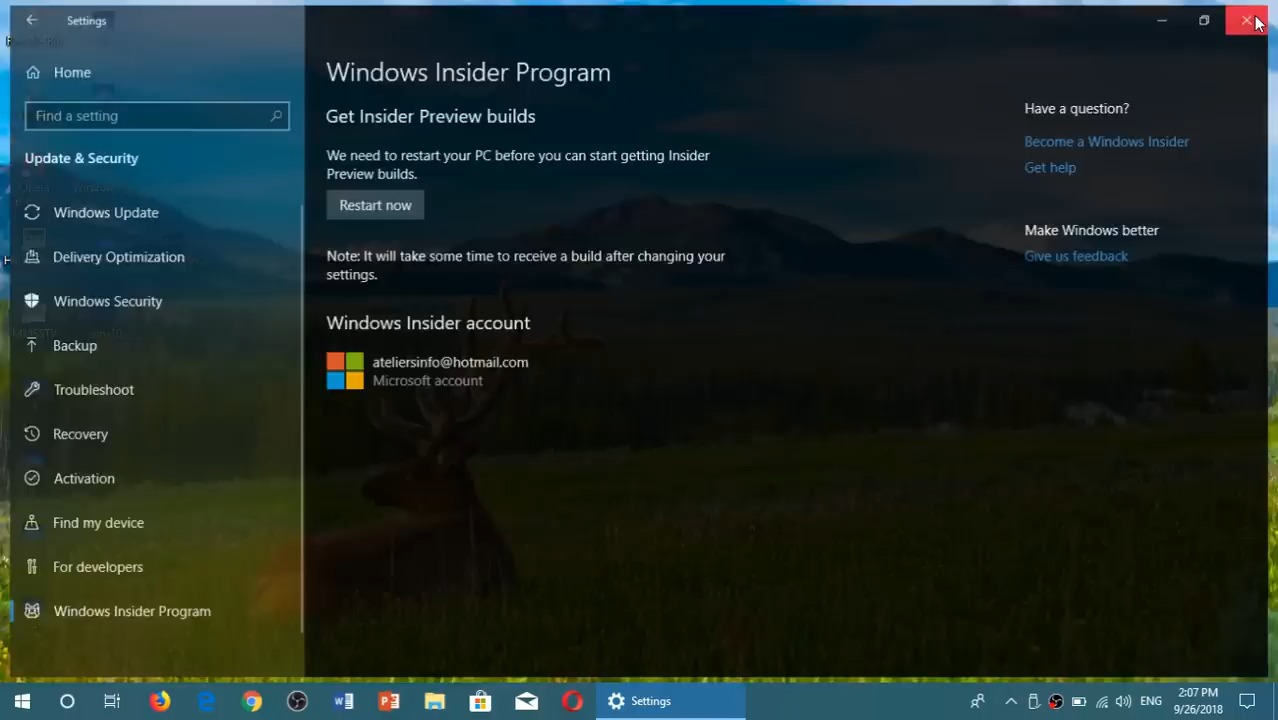 Settings
Home
Find a setting
Update & Security
Windows Update
Delivery Optimization
Windows Security
Backup
Troubleshoot
Recovery
Activation
Find my device
For developers
Windows Insider Program
Windows Insider Program
Get Insider Preview builds
We need to restart your PC before you can start getting Insider
Preview builds.
Restart now
Note: It will take some time to receive a build after changing your
settings.
Windows Insider account
ateliersinfo@hotmail.com
Microsoft account
Have a question?
Become a Windows Insider
Get help
Make Windows better
Give us feedback
Settings
ENG
2:07 PM
9/26/2018